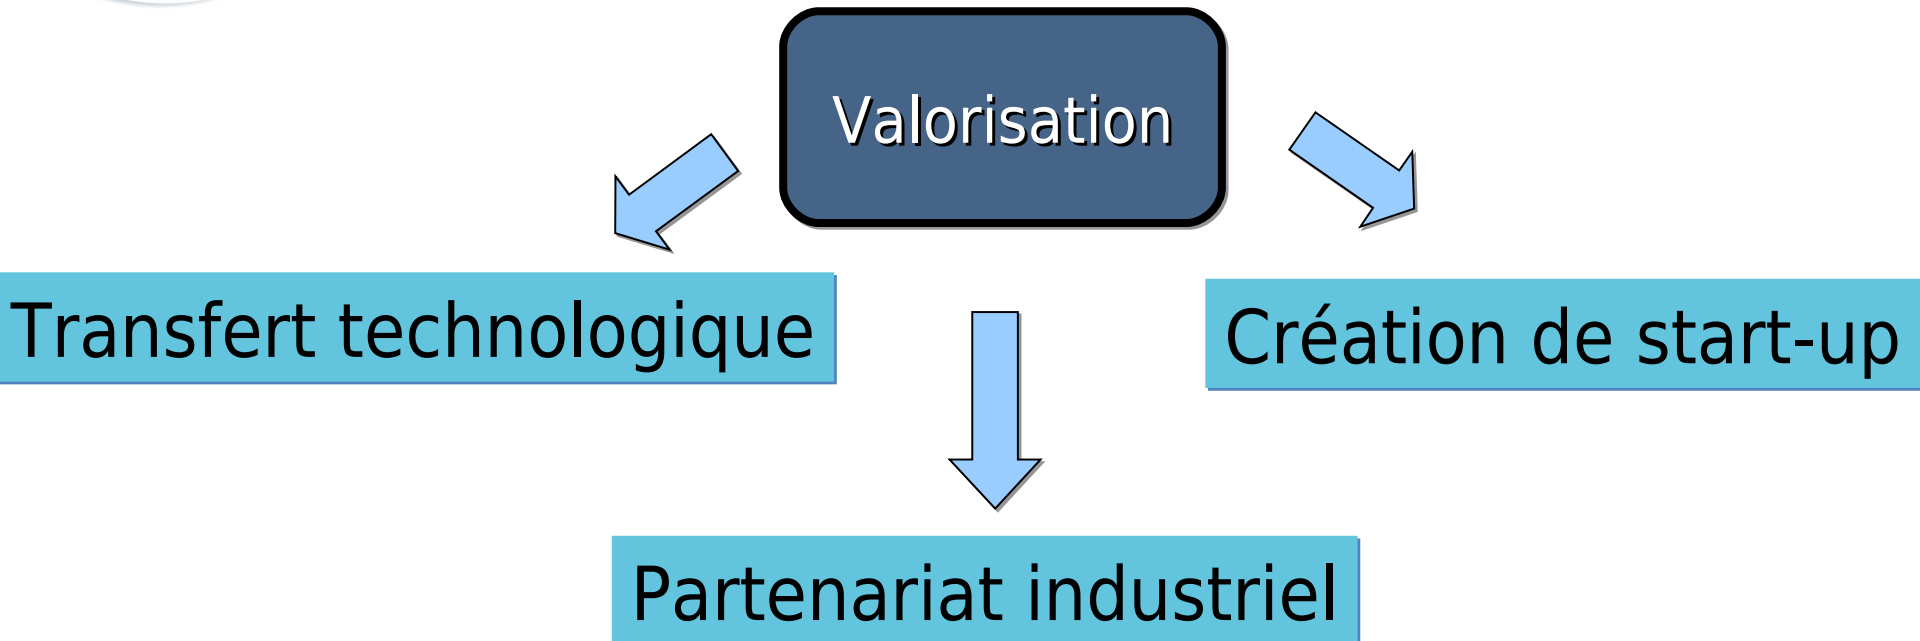 Valorisation
Transfert technologique
Création de start-up
Partenariat industriel